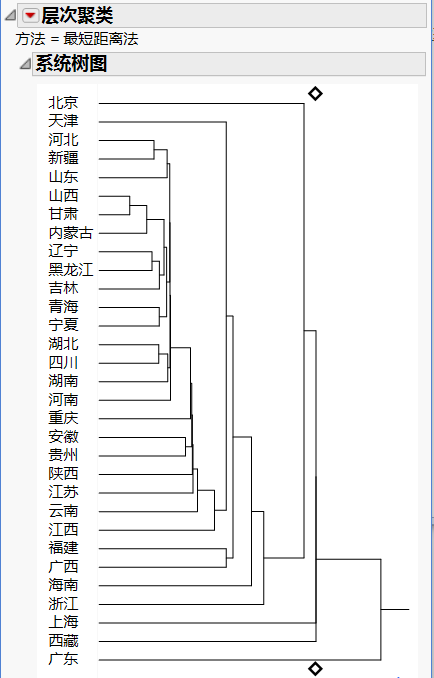 层次聚类
方法 = 最短距离法
系统树图
北京
天津
河北
新疆
山东
山西
甘肃
内蒙古
辽宁
黑龙江
吉林
青海
宁夏
湖北
四川
湖南
河南
重庆
安徽
贵州
陕西
江苏
云南
江西
福建
广西
海南
浙江
上海
西藏
广东